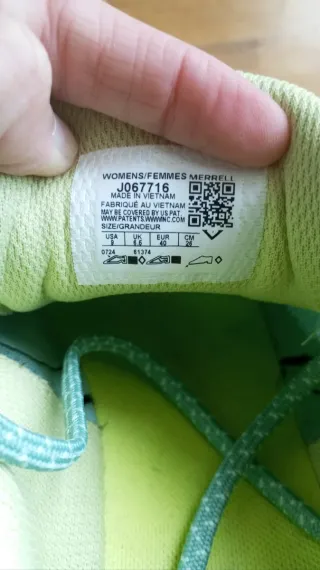 WOMENS/FEMMES MERRELL
J067716
MADE IN VIETNAM
FABRIQUÉ AU VIETNAM
MAY BE COVERED BY US PAT
WWW.PATENTS.WWWINC.COM
SIZE/GRANDEUR
USA UK EUR CM
9 6.5 40 26
0724 61374